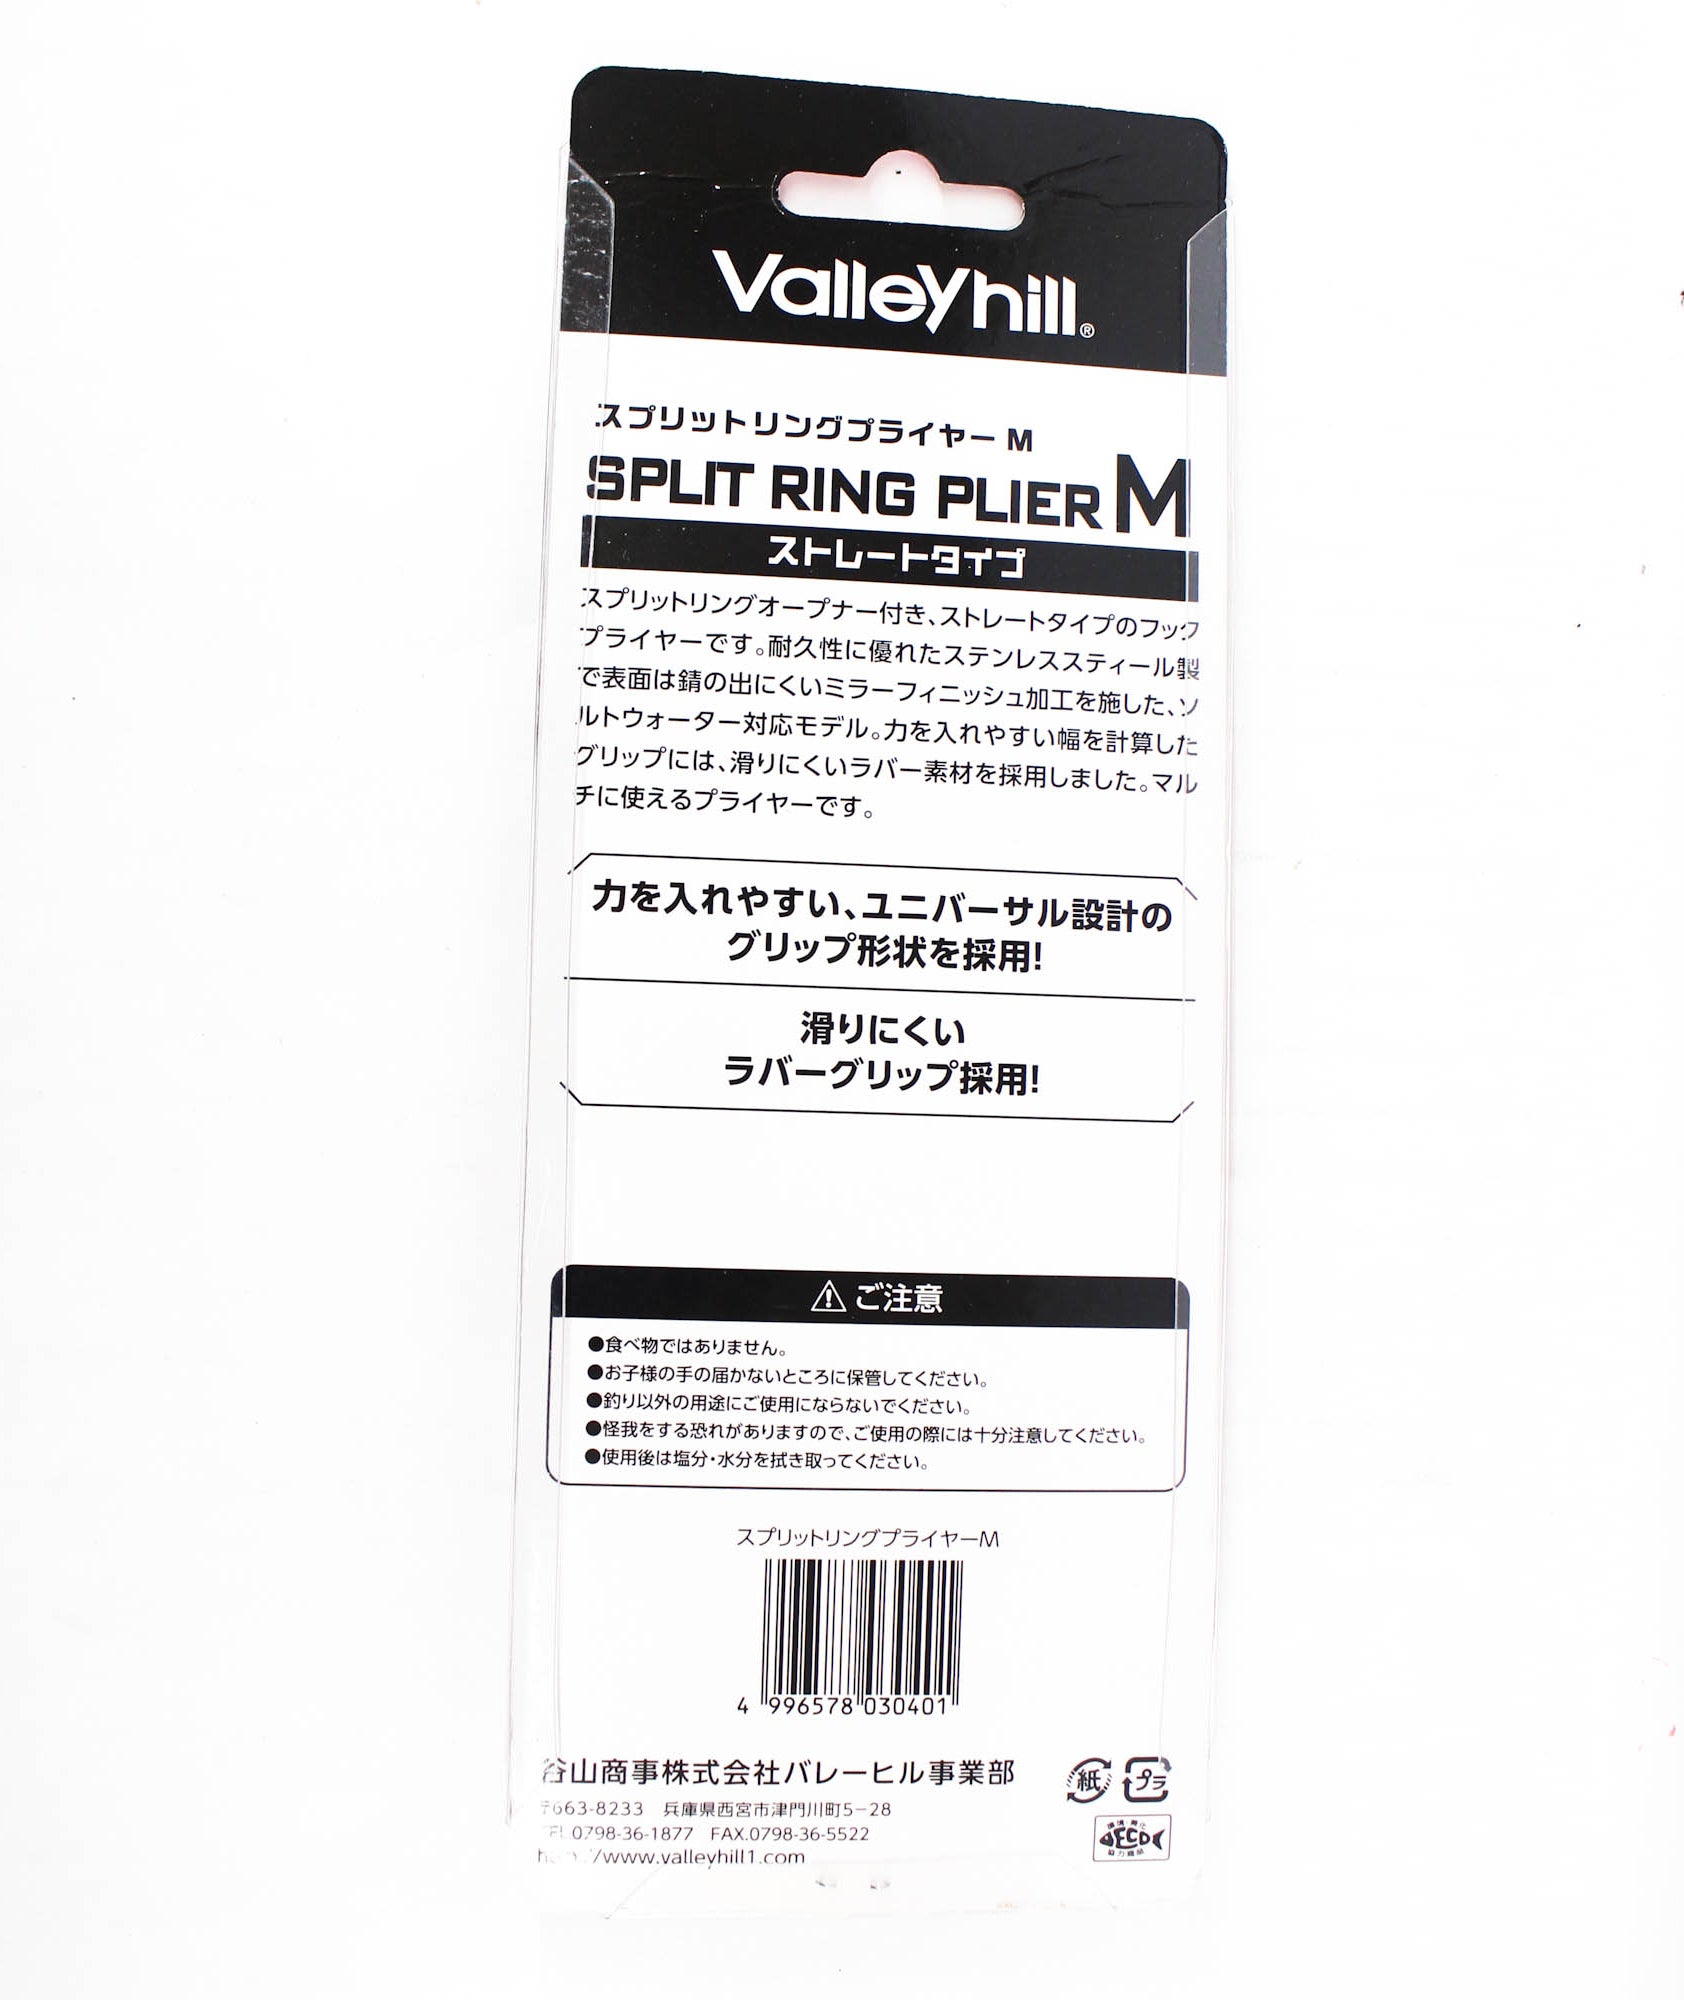 Valleyhill®
スプリットリングプライヤー M
SPLIT RING PLIER M
ストレートタイプ
スプリットリングオープナー付き、ストレートタイプのフック
プライヤーです。耐久性に優れたステンレススティール製
で表面は錆の出にくいミラーフィニッシュ加工を施した、ソ
ルトウォーター対応モデル。力を入れやすい幅を計算した
グリップには、滑りにくいラバー素材を採用しました。マル
チに使えるプライヤーです。
力を入れやすい、ユニバーサル設計の
グリップ形状を採用!
滑りにくい
ラバーグリップ採用!
ご注意
●食べ物ではありません。
●お子様の手の届かないところに保管してください。
●釣り以外の用途にご使用にならないでください。
●怪我をする恐れがありますので、ご使用の際には十分注意してください。
●使用後は塩分・水分を拭き取ってください。
スプリットリングプライヤーM
4 996578 030401
谷山商事株式会社バレーヒル事業部
紙 プラ
〒663-8233 兵庫県西宮市津門川町5-28
TEL.0798-36-1877 FAX.0798-36-5522
http://www.valleyhill1.com
ECO